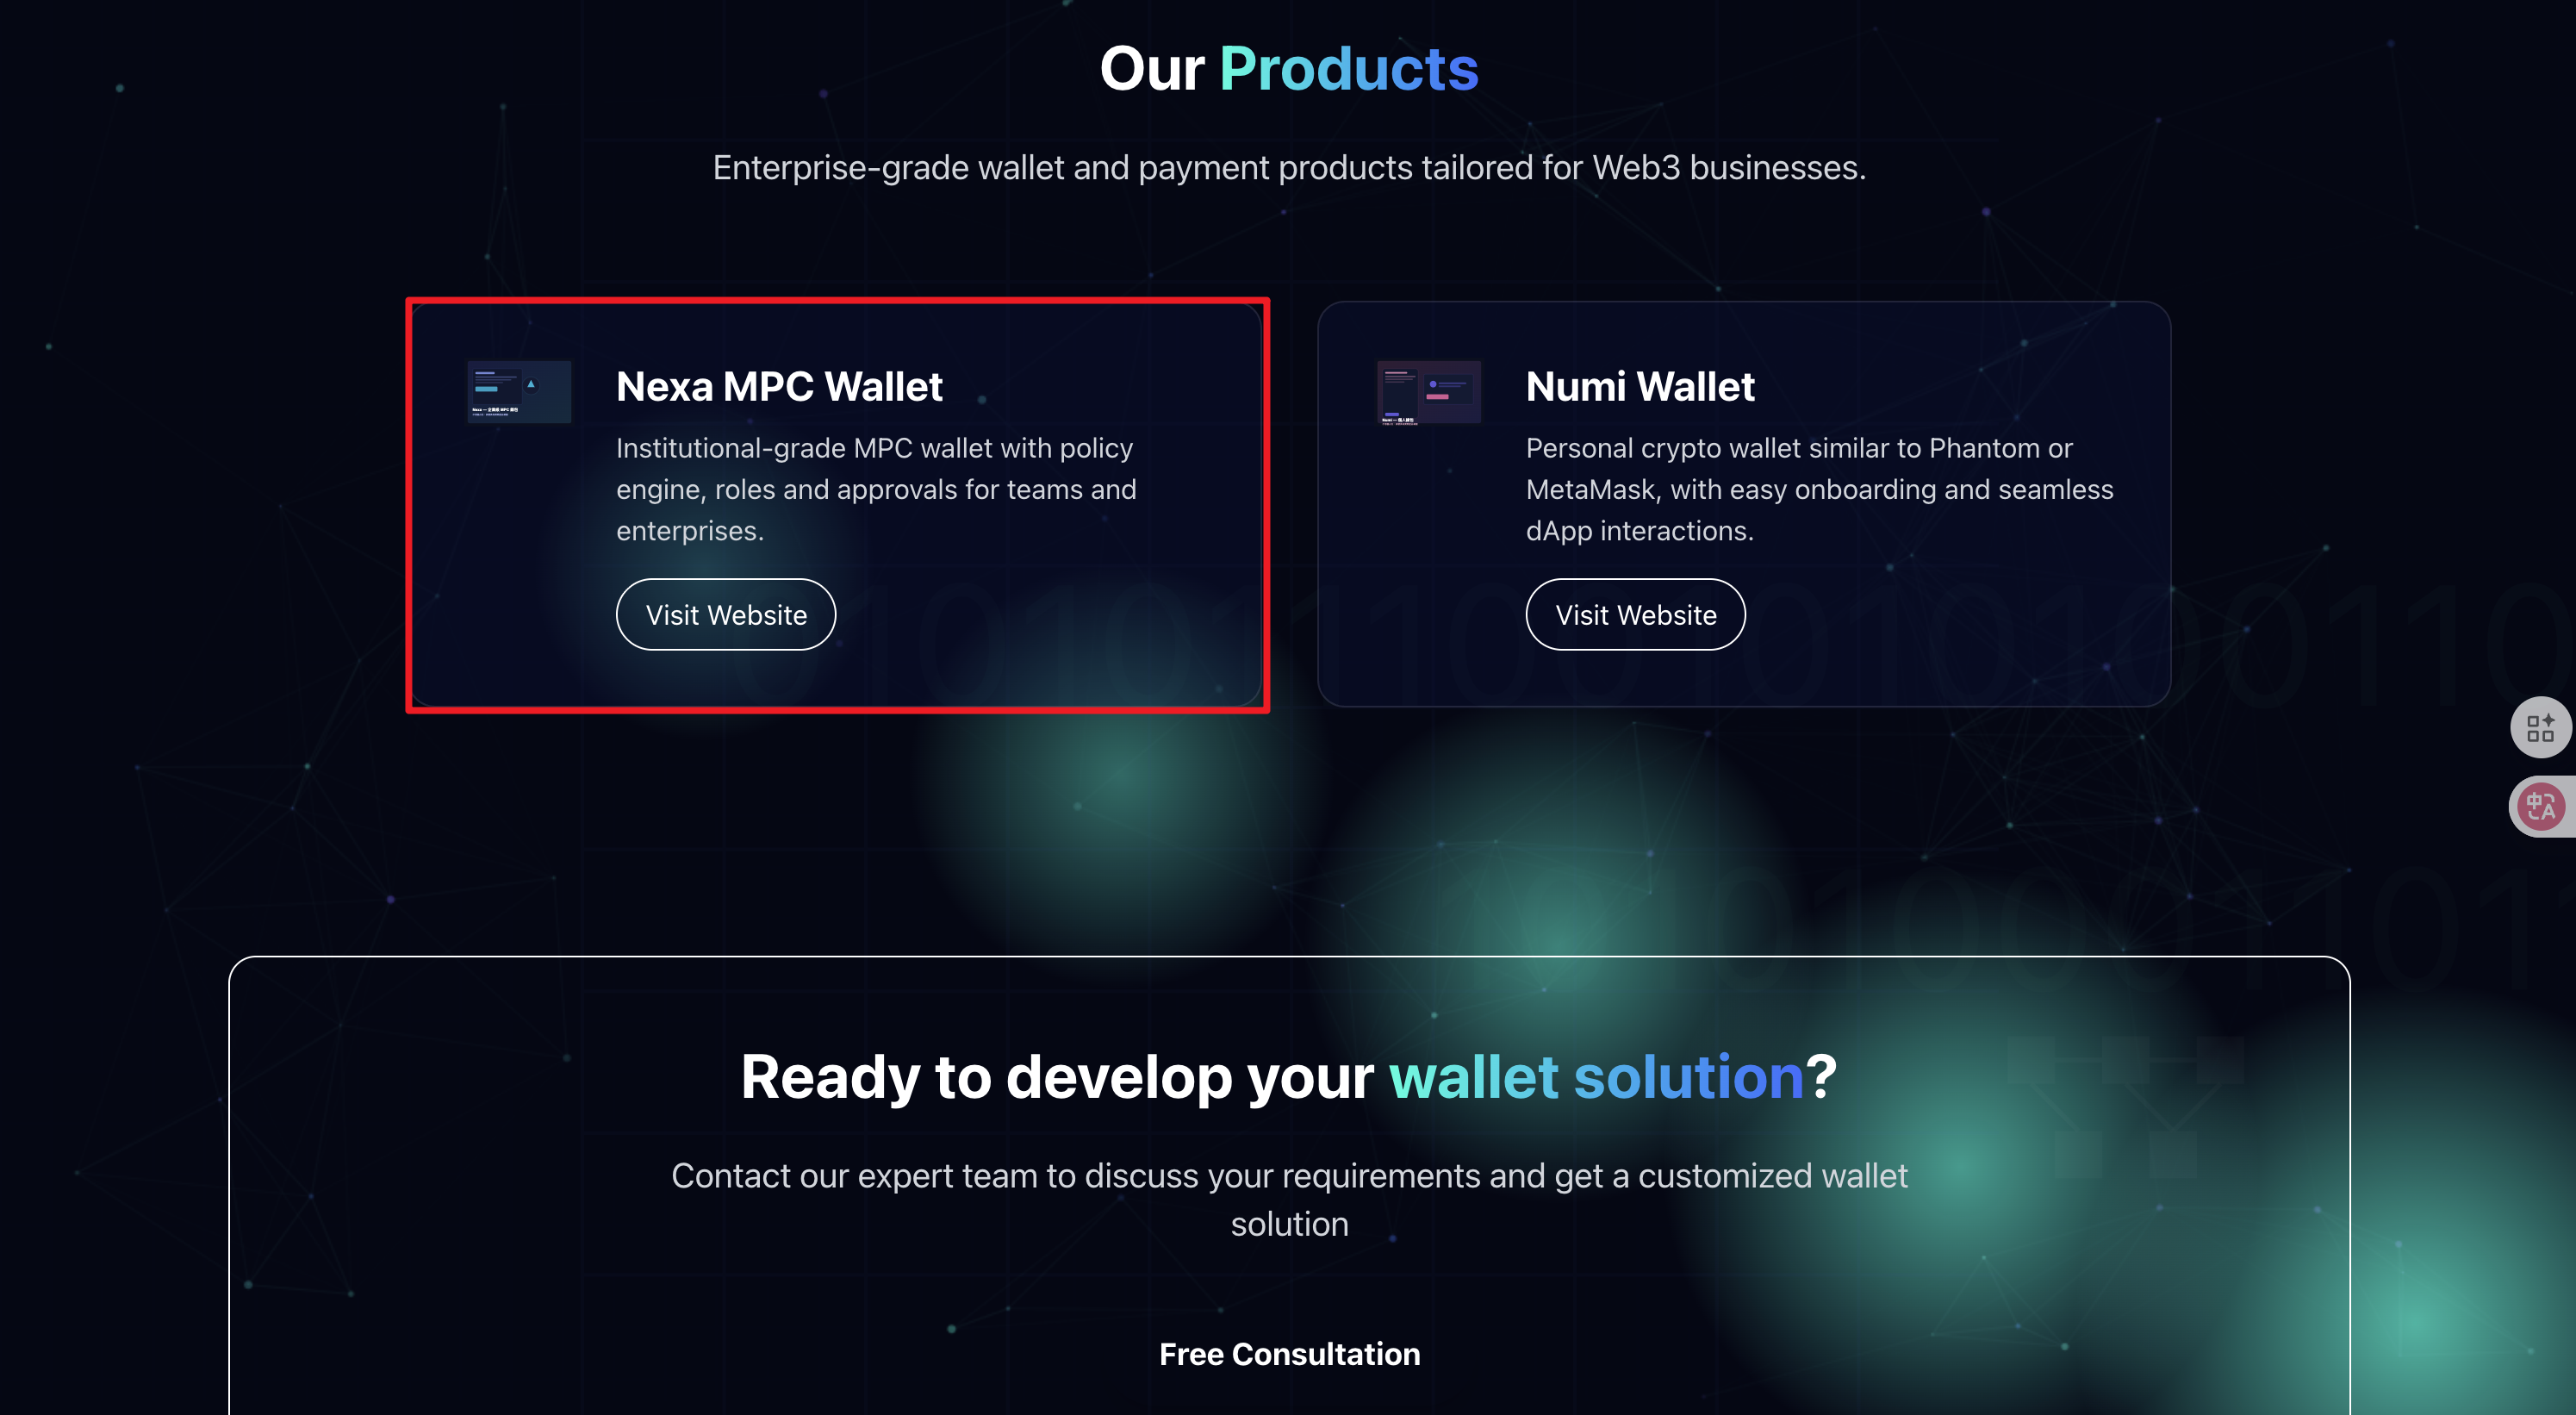 Our Products
Enterprise-grade wallet and payment products tailored for Web3 businesses.
Nexa MPC Wallet
Institutional-grade MPC wallet with policy
engine, roles and approvals for teams and
enterprises.
Visit Website
Numi Wallet
Personal crypto wallet similar to Phantom or
MetaMask, with easy onboarding and seamless
dApp interactions.
Visit Website
Ready to develop your wallet solution?
Contact our expert team to discuss your requirements and get a customized wallet
solution
Free Consultation